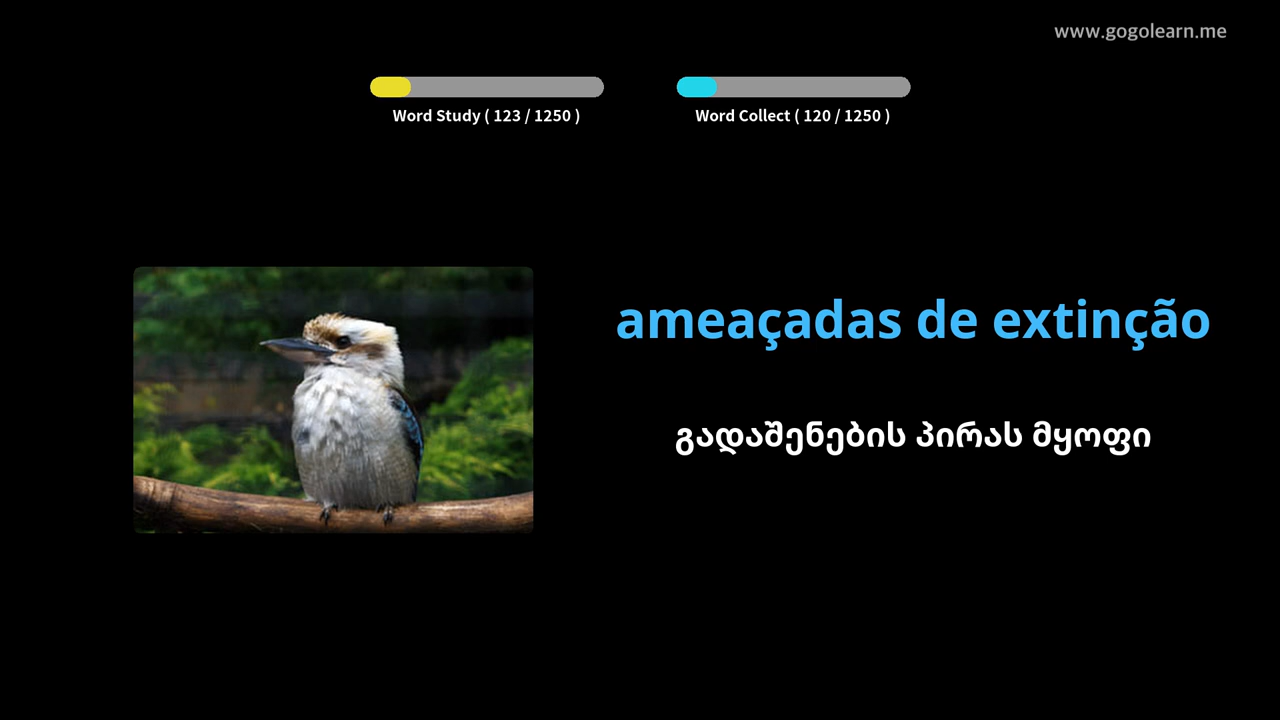 www.gogolearn.me
Word Study ( 123 / 1250 )
Word Collect ( 120 / 1250 )
ameaçadas de extinção
გადაშენების პირას მყოფი